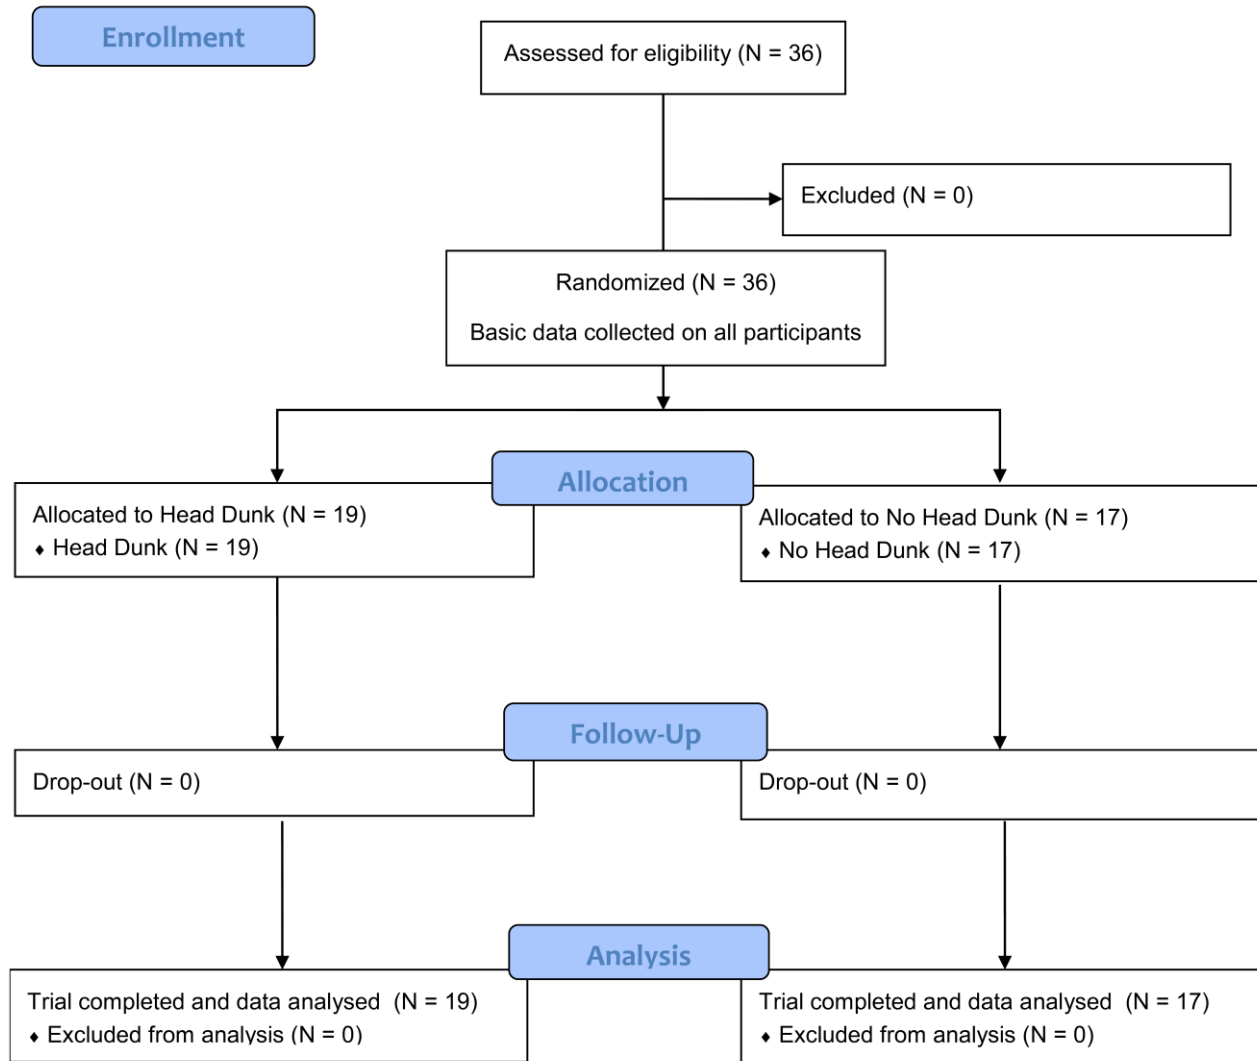 Enrollment
Assessed for eligibility (N = 36)
Excluded (N = 0)
Randomized (N = 36)
Basic data collected on all participants
Allocation
Allocated to Head Dunk (N = 19)
♦ Head Dunk (N = 19)
Allocated to No Head Dunk (N = 17)
♦ No Head Dunk (N = 17)
Follow-Up
Drop-out (N = 0)
Drop-out (N = 0)
Analysis
Trial completed and data analysed (N = 19)
♦ Excluded from analysis (N = 0)
Trial completed and data analysed (N = 17)
♦ Excluded from analysis (N = 0)